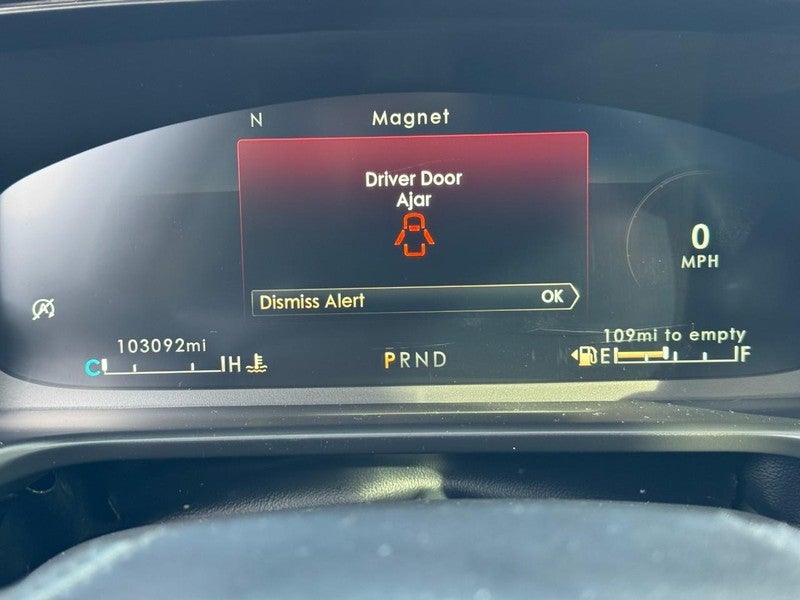 N Magnet
Driver Door
Ajar
0
MPH
Dismiss Alert OK
103092mi
109mi to empty
C H
PRND
E F